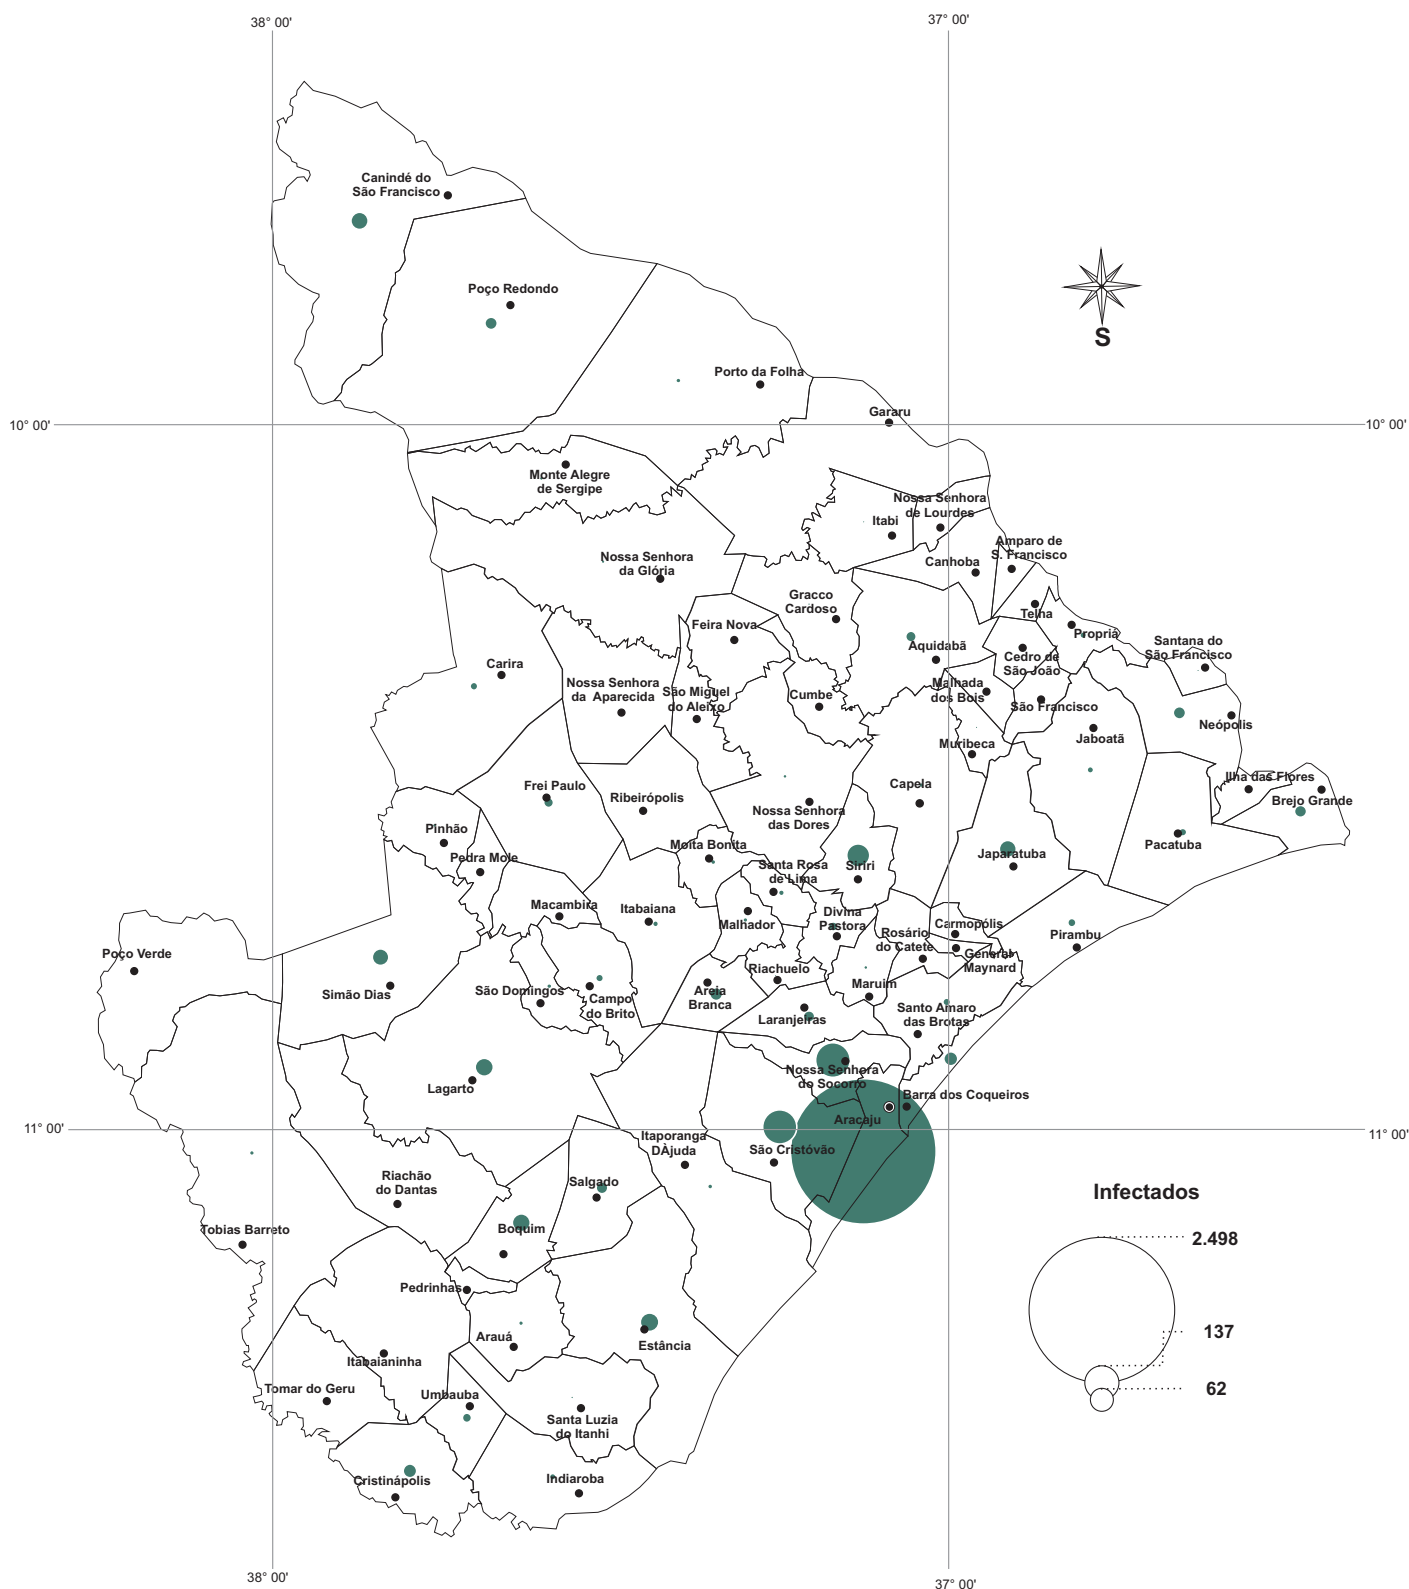 38° 00'
37° 00'
Canindé do
São Francisco
Poço Redondo
S
Porto da Folha
Gararu
10° 00'
10° 00'
Monte Alegre
de Sergipe
Nossa Senhora
de Lourdes
Itabi
Amparo de
S. Francisco
Nossa Senhora
da Glória
Canhoba
Gracco
Cardoso
Telha
Feira Nova
Propriá
Santana do
São Francisco
Aquidabã
Cedro de
São João
Carira
Nossa Senhora
da Aparecida
São Miguel
do Aleixo
Cumbe
Malhada
dos Bois
São Francisco
Neópolis
Jaboatã
Muribeca
Frei Paulo
Ribeirópolis
Capela
Ilha das Flores
Brejo Grande
Nossa Senhora
das Dores
Pinhão
Pedra Mole
Moita Bonita
Santa Rosa
de Lima
Siriri
Japaratuba
Pacatuba
Macambira
Itabaiana
Malhador
Divina
Pastora
Rosário
do Catete
Carmopólis
Pirambu
General
Maynard
Poço Verde
Simão Dias
São Domingos
Campo
do Brito
Areia
Branca
Riachuelo
Maruim
Laranjeiras
Santo Amaro
das Brotas
Lagarto
Nossa Senhora
do Socorro
Barra dos Coqueiros
Aracaju
11° 00'
11° 00'
Itaporanga
DÀjuda
São Cristóvão
Riachão
do Dantas
Salgado
Infectados
Tobias Barreto
Boquim
2.498
Pedrinhas
137
Arauá
Estância
Itabaianinha
62
Tomar do Geru
Umbauba
Santa Luzia
do Itanhi
Cristinápolis
Indiaroba
38° 00'
37° 00'